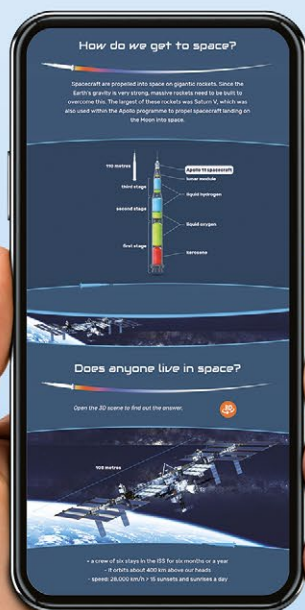 How do we get to space?
Spacecraft are propelled into space on gigantic rockets. Since the
Earth's gravity is very strong, massive rockets need to be built to
overcome this. The largest of these rockets was Saturn V, which was
also used within the Apollo programme to propel spacecraft landing on
the Moon into space.
110 metres
Apollo 11 spacecraft
lunar module
third stage
liquid hydrogen
second stage
liquid oxygen
first stage
kerosene
Does anyone live in space?
Open the 3D scene to find out the answer.
3D
108 metres
- a crew of six stays in the ISS for six months or a year
- it orbits about 400 km above our heads
- speed: 28,000 km/h = 15 sunsets and sunrises a day